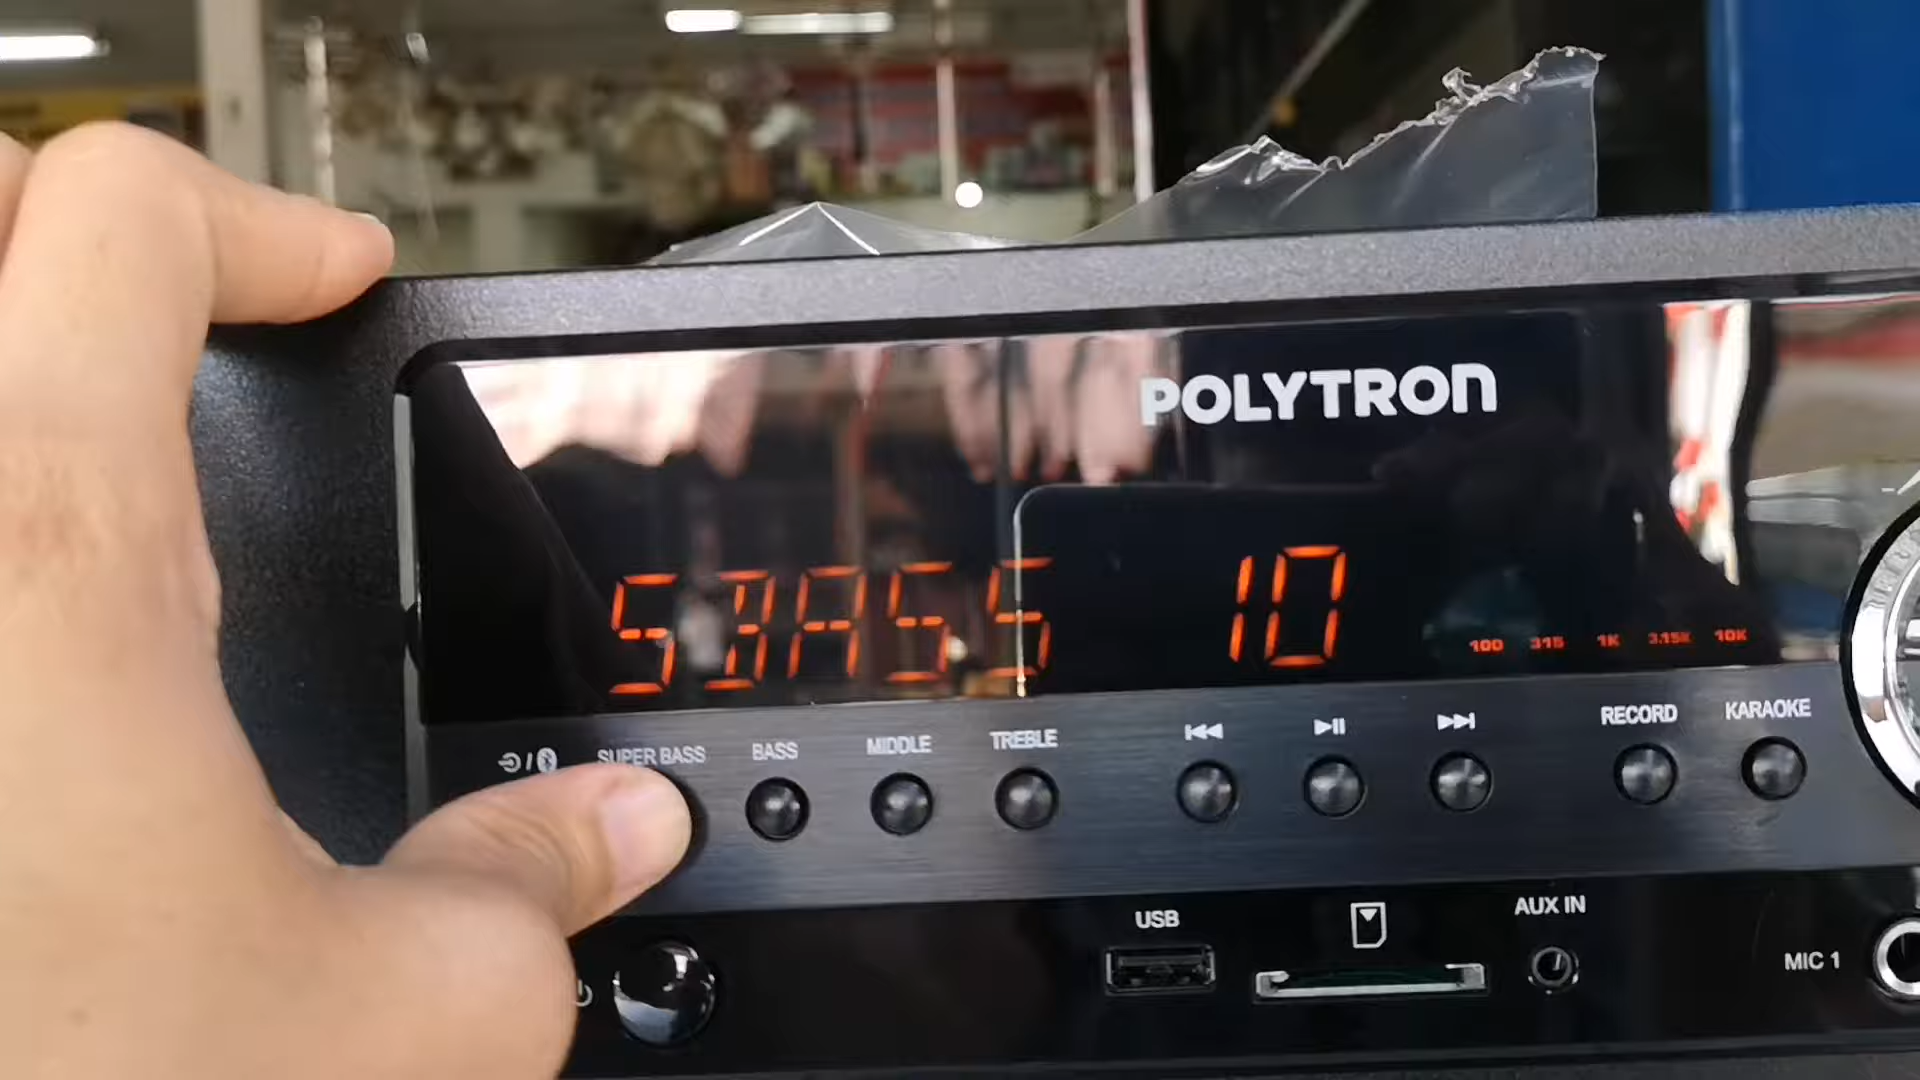 POLYTRON
SBASS 10
100 315 1K 3.15K 10K
SUPER BASS BASS MIDDLE TREBLE RECORD KARAOKE
USB AUX IN MIC 1